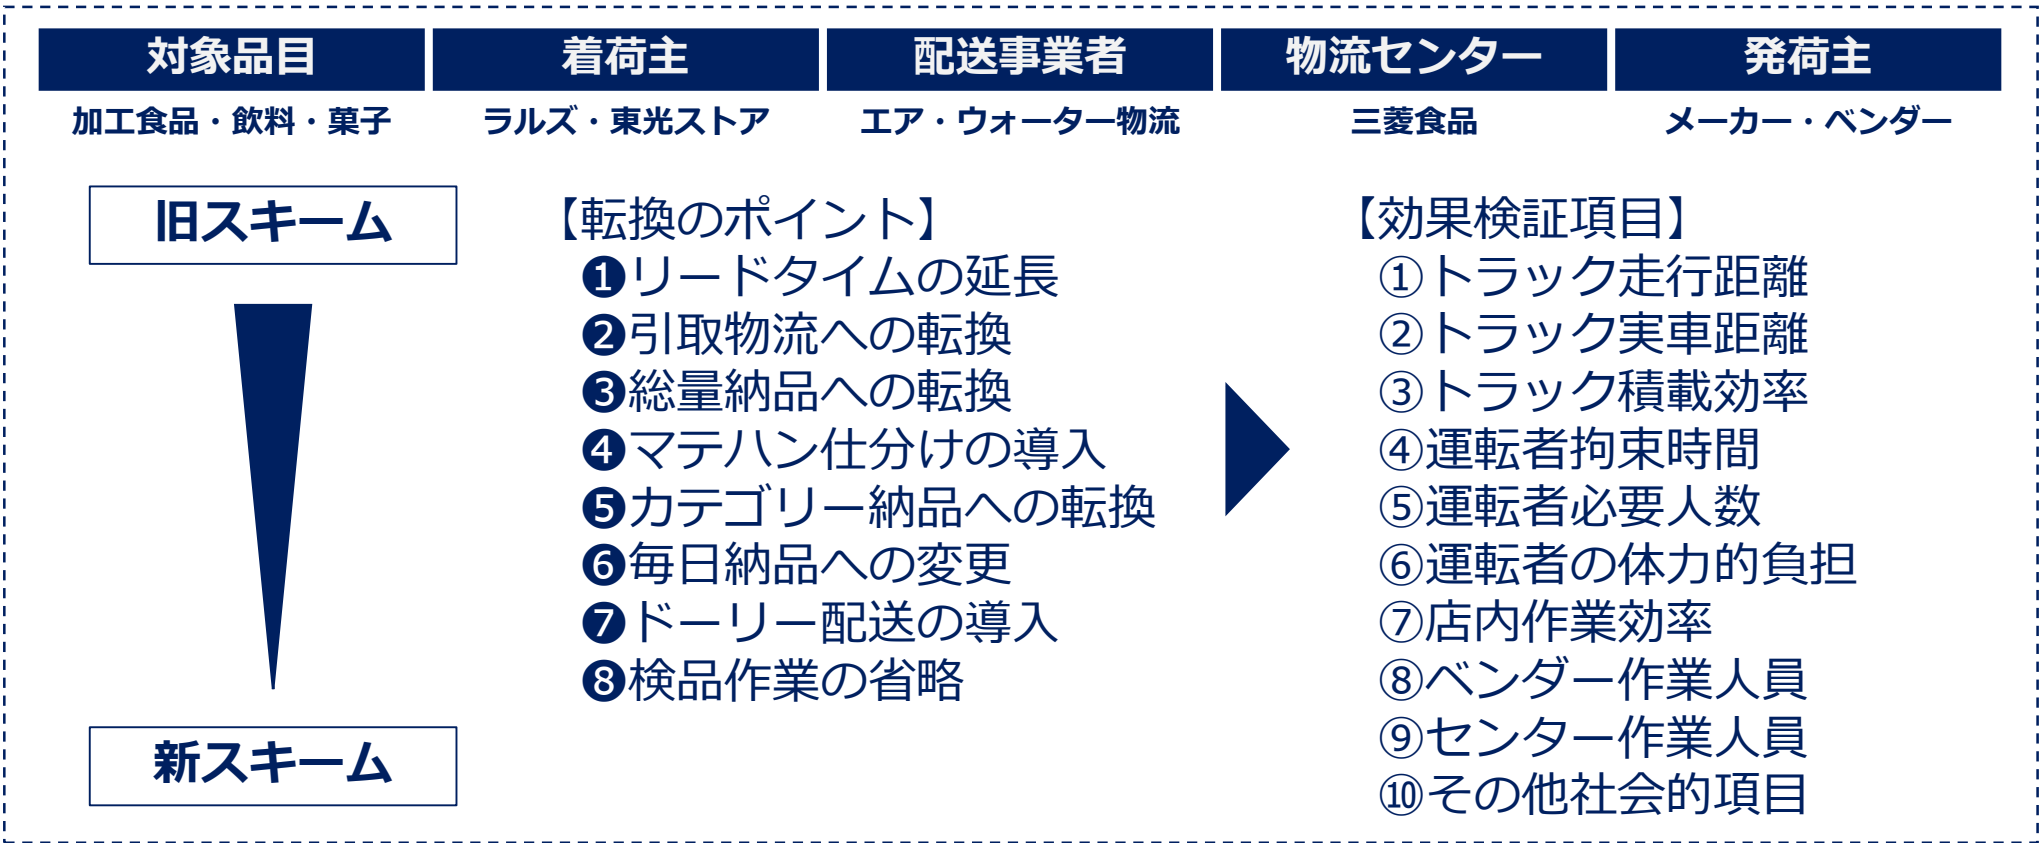 対象品目 着荷主 配送事業者 物流センター 発荷主
加工食品・飲料・菓子 ラルズ・東光ストア エア・ウォーター物流 三菱食品 メーカー・ベンダー
旧スキーム
新スキーム
【転換のポイント】
❶リードタイムの延長
❷引取物流への転換
❸総量納品への転換
❹マテハン仕分けの導入
❺カテゴリー納品への転換
❻毎日納品への変更
❼ドーリー配送の導入
❽検品作業の省略
【効果検証項目】
①トラック走行距離
②トラック実車距離
③トラック積載効率
④運転者拘束時間
⑤運転者必要人数
⑥運転者の体力的負担
⑦店内作業効率
⑧ベンダー作業人員
⑨センター作業人員
⑩その他社会的項目